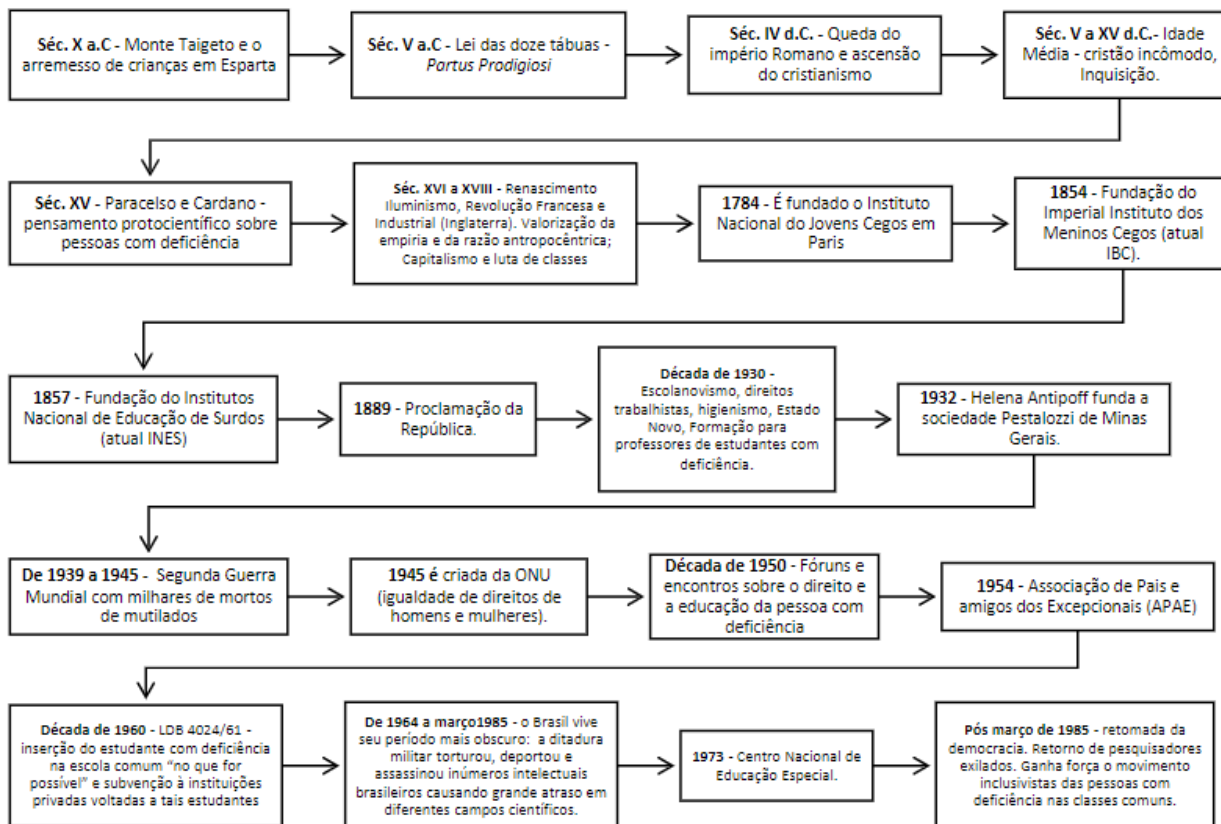 Séc. X a.C - Monte Taigeto e o
arremesso de crianças em Esparta
Séc. V a.C - Lei das doze tábuas -
Partus Prodigiosi
Séc. IV d.C.- Queda do
império Romano e ascensão
do cristianismo
Séc. V a XV d.C.- Idade
Média - cristão incômodo,
Inquisição.
Séc. XV - Paracelso e Cardano -
pensamento protocientífico sobre
pessoas com deficiência
Séc. XVI a XVIII - Renascimento
Iluminismo, Revolução Francesa e
Industrial (Inglaterra). Valorização da
empiria e da razão antropocêntrica;
Capitalismo e luta de classes
1784 - É fundado o Instituto
Nacional do Jovens Cegos em
Paris
1854 - Fundação do
Imperial Instituto dos
Meninos Cegos (atual
IBC).
1857 - Fundação do Institutos
Nacional de Educação de Surdos
(atual INES)
1889 - Proclamação da
República.
Década de 1930 -
Escolanovismo, direitos
trabalhistas, higienismo, Estado
Novo, Formação para
professores de estudantes com
deficiência.
1932 - Helena Antipoff funda a
sociedade Pestalozzi de Minas
Gerais.
De 1939 a 1945 - Segunda Guerra
Mundial com milhares de mortos
de mutilados
1945 é criada da ONU
(igualdade de direitos de
homens e mulheres).
Década de 1950 - Fóruns e
encontros sobre o direito e
a educação da pessoa com
deficiência
1954 - Associação de Pais e
amigos dos Excepcionais (APAE)
Década de 1960 - LDB 4024/61 -
inserção do estudante com deficiência
na escola comum "no que for
possível" e subvenção à instituições
privadas voltadas a tais estudantes
De 1964 a março1985 - o Brasil vive
seu período mais obscuro: a ditadura
militar torturou, deportou e
assassinou inúmeros intelectuais
brasileiros causando grande atraso em
diferentes campos científicos.
1973 - Centro Nacional de
Educação Especial.
Pós março de 1985 - retomada da
democracia. Retorno de pesquisadores
exilados. Ganha força o movimento
inclusivistas das pessoas com
deficiência nas classes comuns.